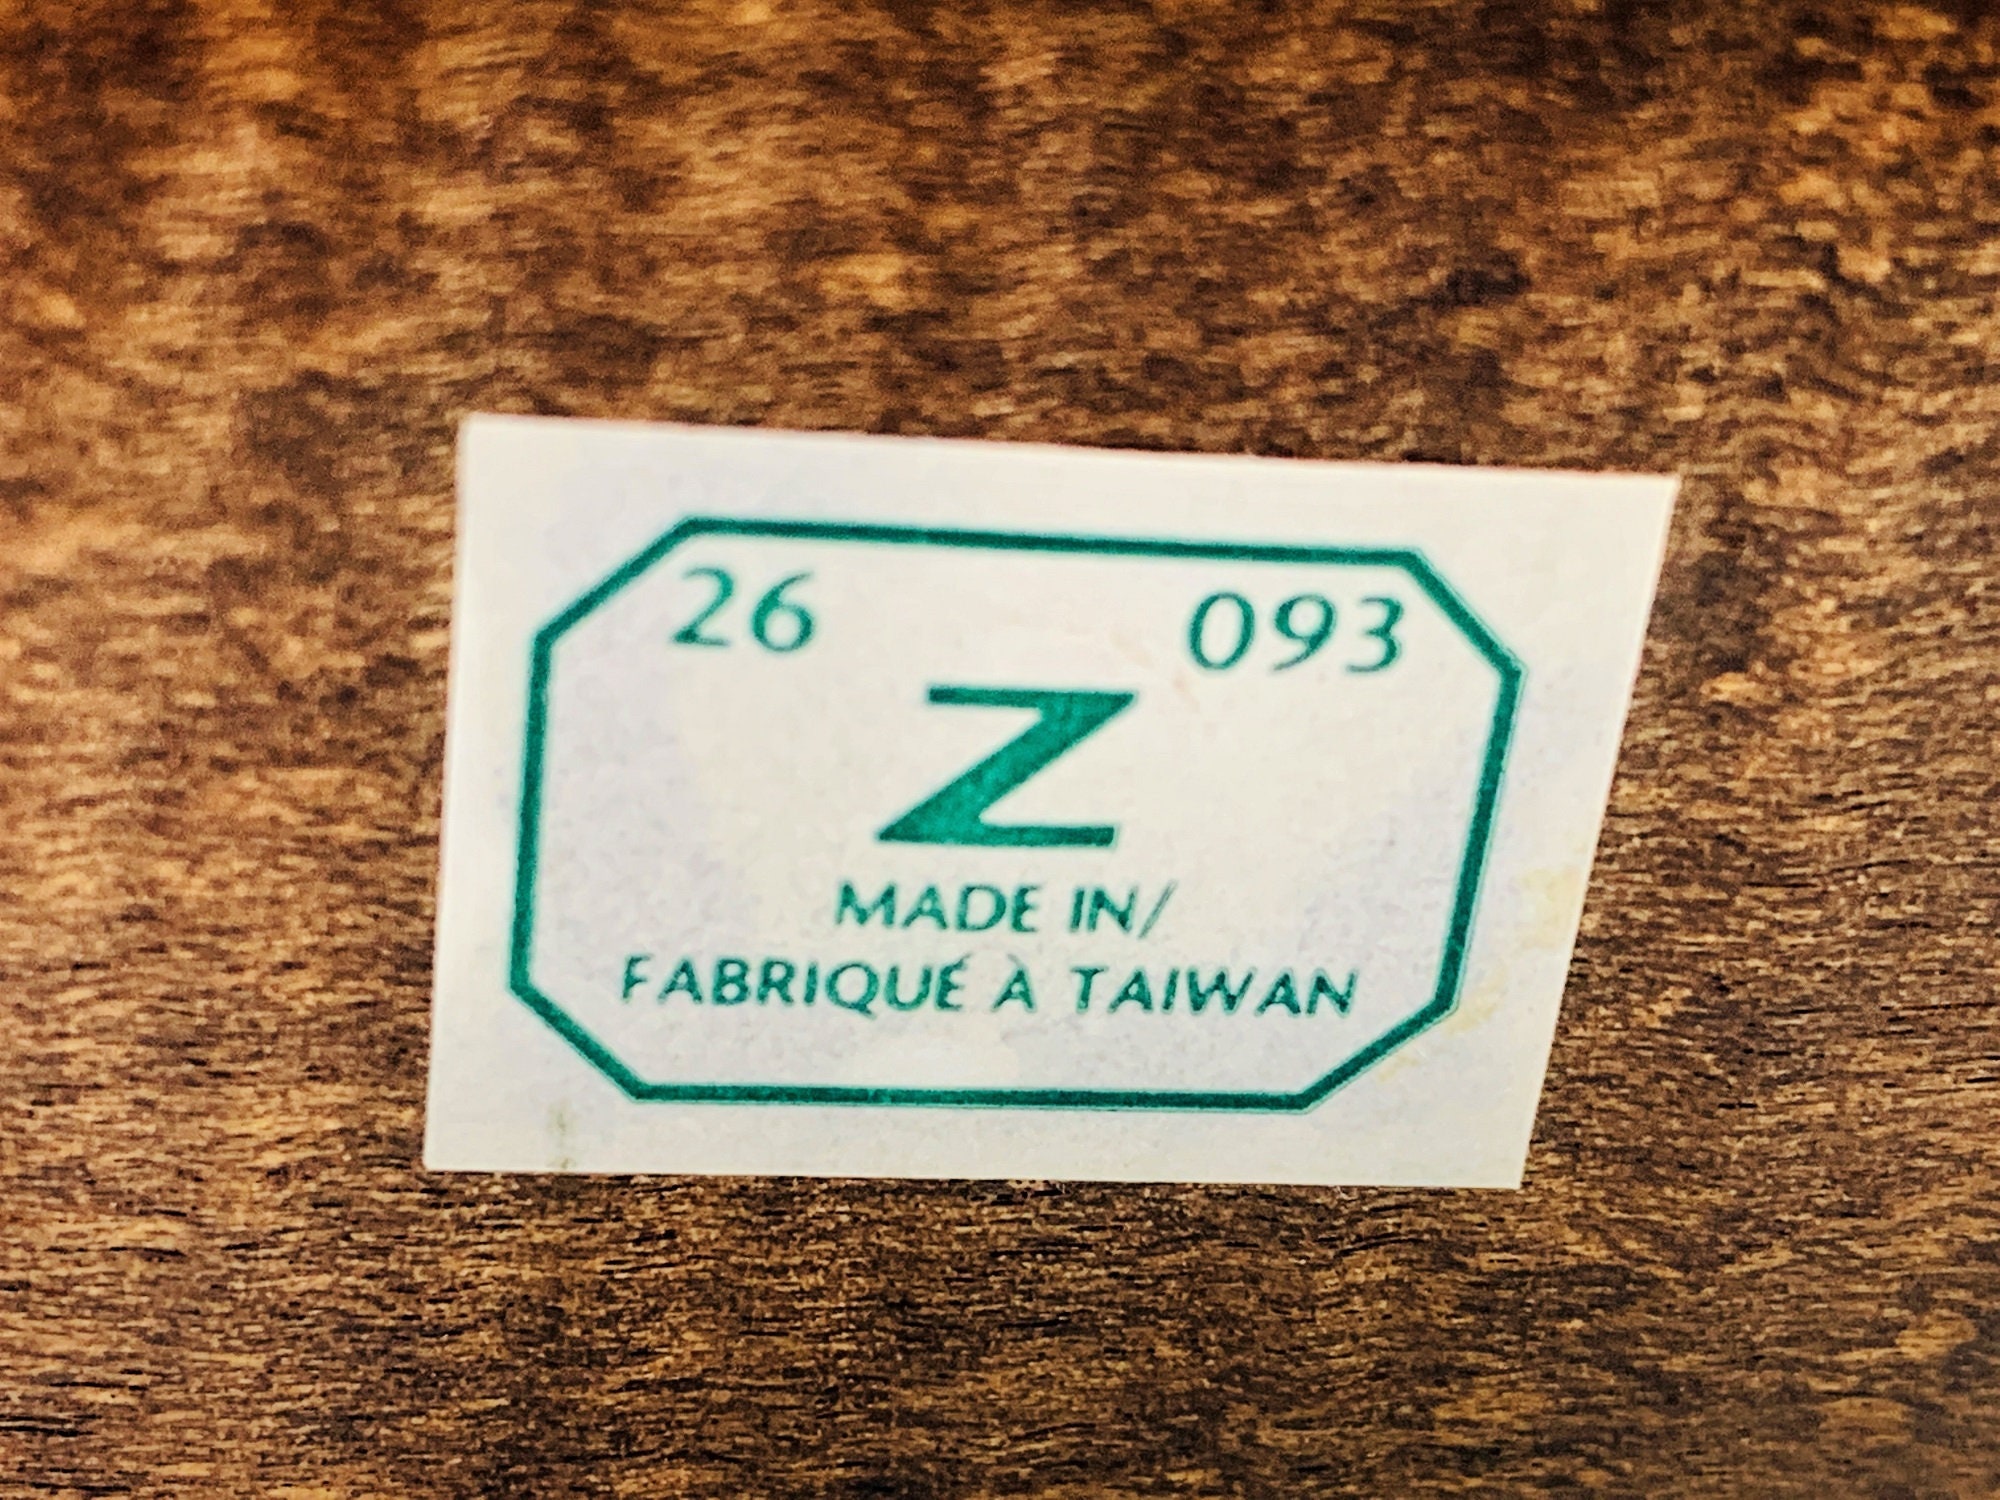 26 093
Z
MADE IN/
FABRIQUÉ À TAIWAN